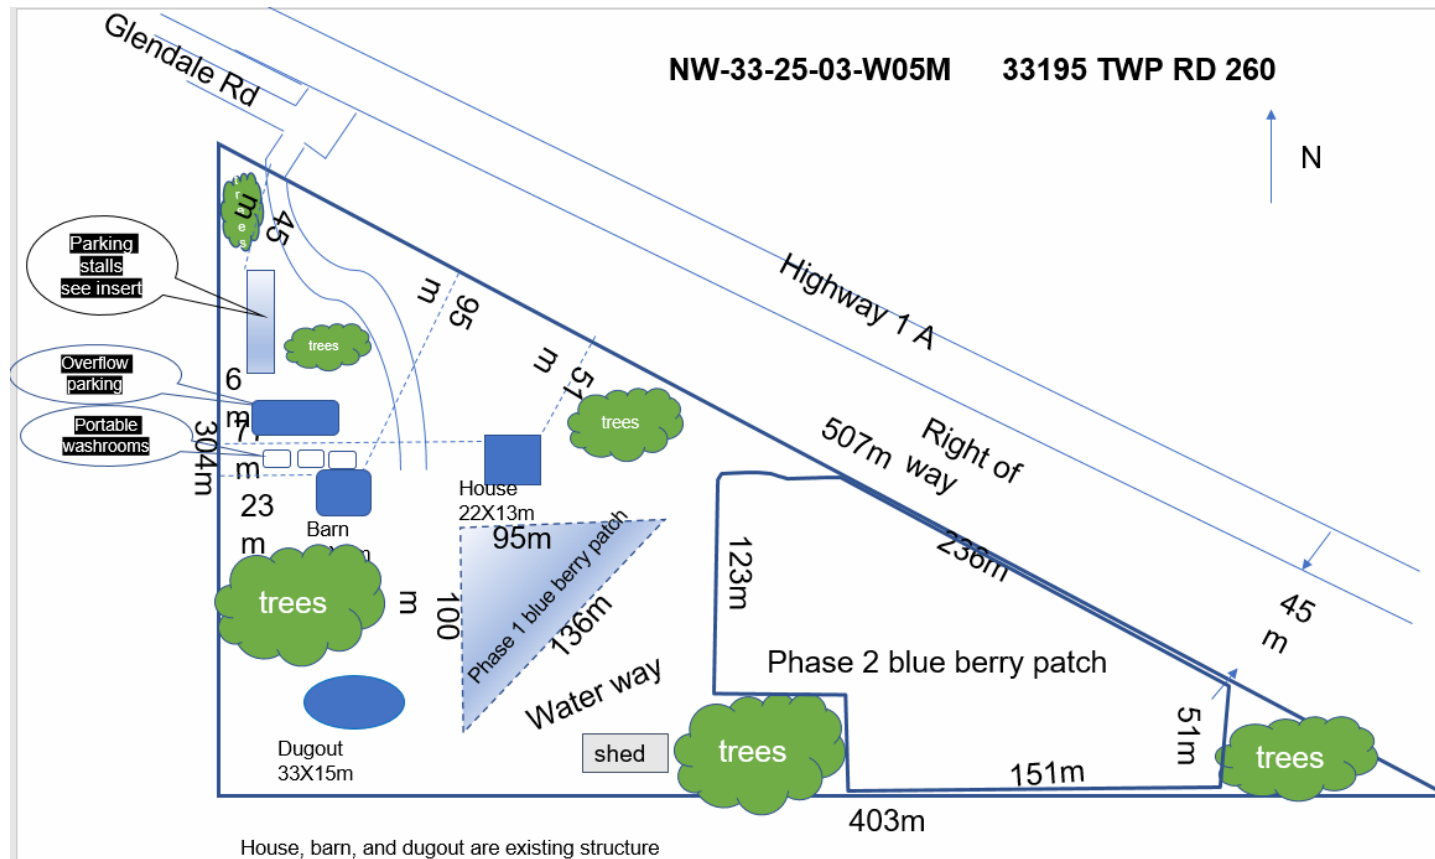 Glendale Rd
NW-33-25-03-W05M 33195 TWP RD 260
N
trees
45
m
Parking
stalls
see insert
Highway 1 A
95
m
51
m
trees
Overflow
parking
6
m
trees
Portable
washrooms
77
m
304m
Right of
507m way
House
22X13m
23
m
Barn
95m
Phase 1 blue berry patch
136m
100
m
trees
123m
236m
45
m
Phase 2 blue berry patch
Water way
51m
shed
trees
trees
Dugout
33X15m
151m
403m
House, barn, and dugout are existing structure